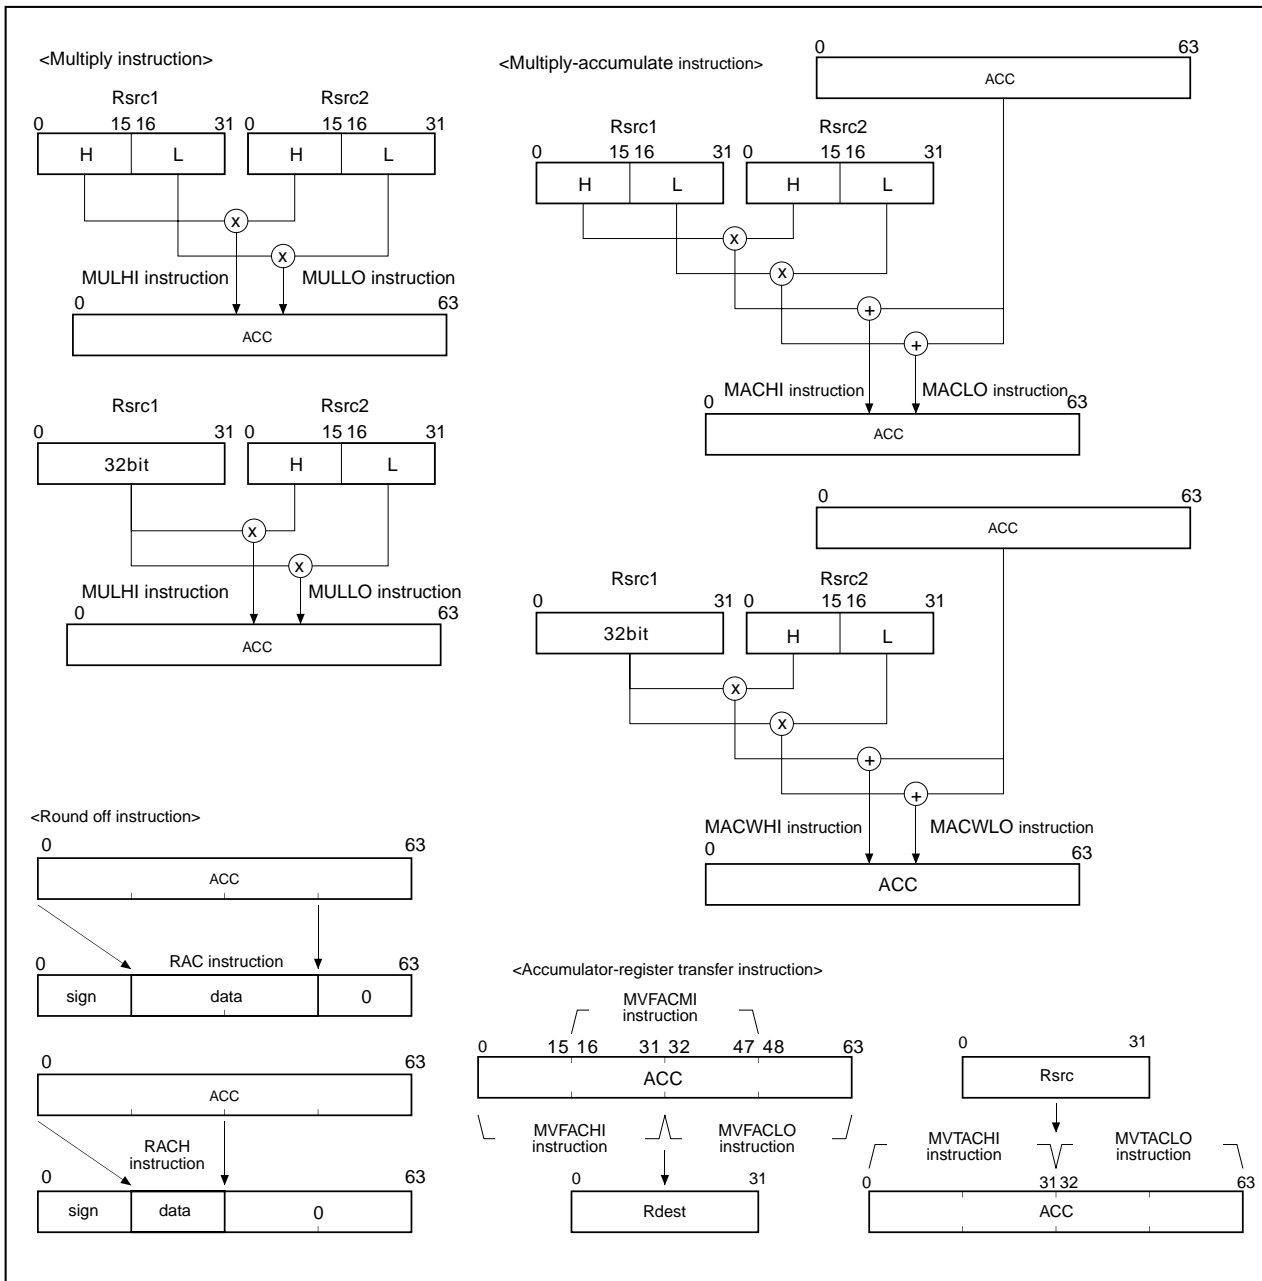 <Multiply instruction>
Rsrc1 Rsrc2
0 15 16 31 0 15 16 31
H L H L
x
x
MULHI instruction MULLO instruction
0 63
ACC
Rsrc1 Rsrc2
0 31 0 15 16 31
32bit H L
x
x
MULHI instruction MULLO instruction
0 63
ACC
<Multiply-accumulate instruction>
0 63
ACC
Rsrc1 Rsrc2
0 15 16 31 0 15 16 31
H L H L
x
x
+
+
MACHI instruction MACLO instruction
0 63
ACC
0 63
ACC
Rsrc1 Rsrc2
0 31 0 15 16 31
32bit H L
x
x
+
+
MACWHI instruction MACWLO instruction
0 63
ACC
<Round off instruction>
0 63
ACC
RAC instruction
0 63
sign data 0
0 63
ACC
RACH
instruction
0 63
sign data 0
<Accumulator-register transfer instruction>
MVFACMI
instruction
0 15 16 31 32 47 48 63
ACC
MVFACHI MVFACLO
instruction instruction
0 31
Rdest
0 31
Rsrc
MVTACHI MVTACLO
instruction instruction
0 31 32 63
ACC